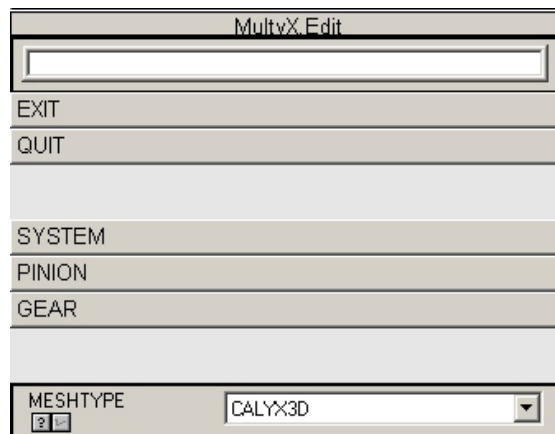 MultyX.Edit
EXIT
QUIT
SYSTEM
PINION
GEAR
MESHTYPE
CALYX3D
?